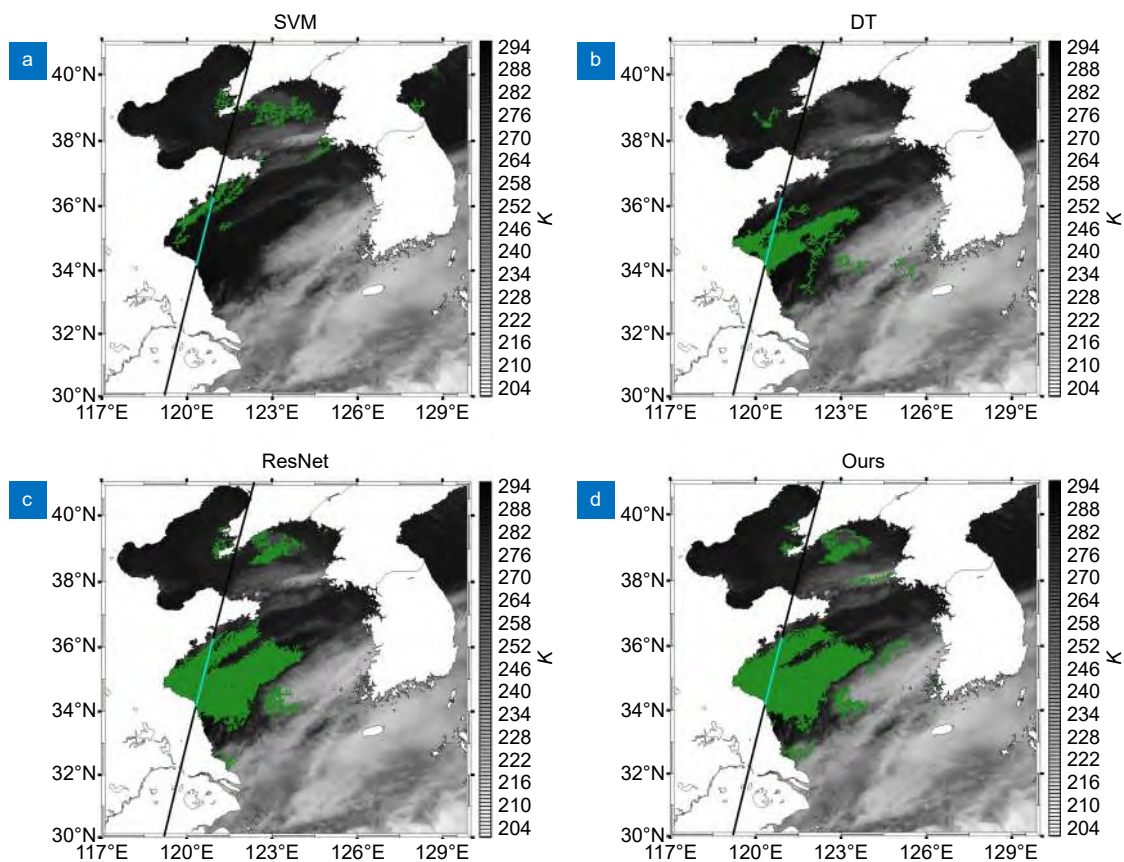 SVM
a
40°N
38°N
36°N
34°N
32°N
30°N
117°E 120°E 123°E 126°E 129°E
294
288
282
276
270
264
258
252
246
240
234
228
222
216
210
204
K
DT
b
40°N
38°N
36°N
34°N
32°N
30°N
117°E 120°E 123°E 126°E 129°E
294
288
282
276
270
264
258
252
246
240
234
228
222
216
210
204
K
ResNet
c
40°N
38°N
36°N
34°N
32°N
30°N
117°E 120°E 123°E 126°E 129°E
294
288
282
276
270
264
258
252
246
240
234
228
222
216
210
204
K
Ours
d
40°N
38°N
36°N
34°N
32°N
30°N
117°E 120°E 123°E 126°E 129°E
294
288
282
276
270
264
258
252
246
240
234
228
222
216
210
204
K